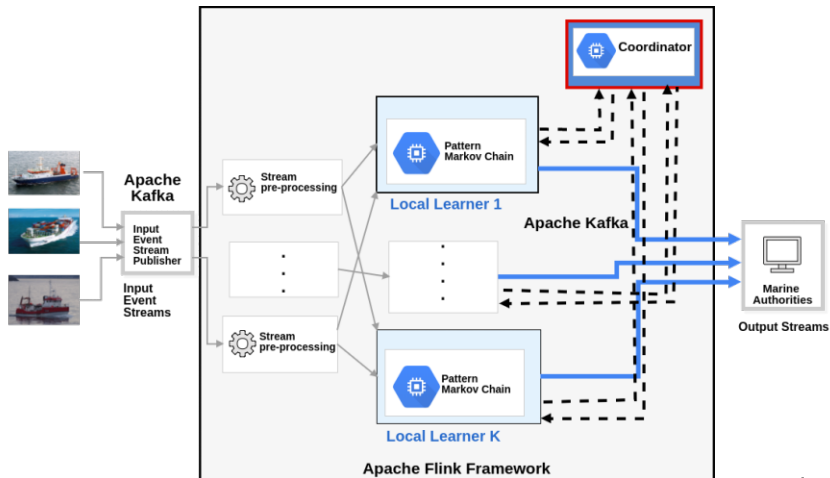 Coordinator
Pattern
Markov Chain
Local Learner 1
Apache
Kafka
Stream
pre-processing
Input
Event
Stream
Publisher
Apache Kafka
Input
Event
Streams
Marine
Authorities
Output Streams
Stream
pre-processing
Pattern
Markov Chain
Local Learner K
Apache Flink Framework